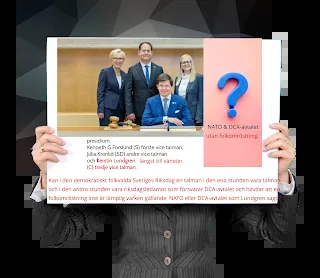 presidium.
Kenneth G Forslund (S) förste vice talman,
Julia Kronlid (SD) andre vice talman
och Kerstin Lundgren längst till vänster
(C) tredje vice talman.
?
NATO & DCA-avtalet
utan folkomröstning
Kan i den demokratiskt folkvalda Sveriges Riksdag en talman i den ena stunden vara talman
och i den andra stunden vara riksdagsledamot som försvarar DCA-avtalet och hävdar att en
folkomröstning inte är lämplig varken gällande NATO eller DCA-avtalet som Lundgren sagt